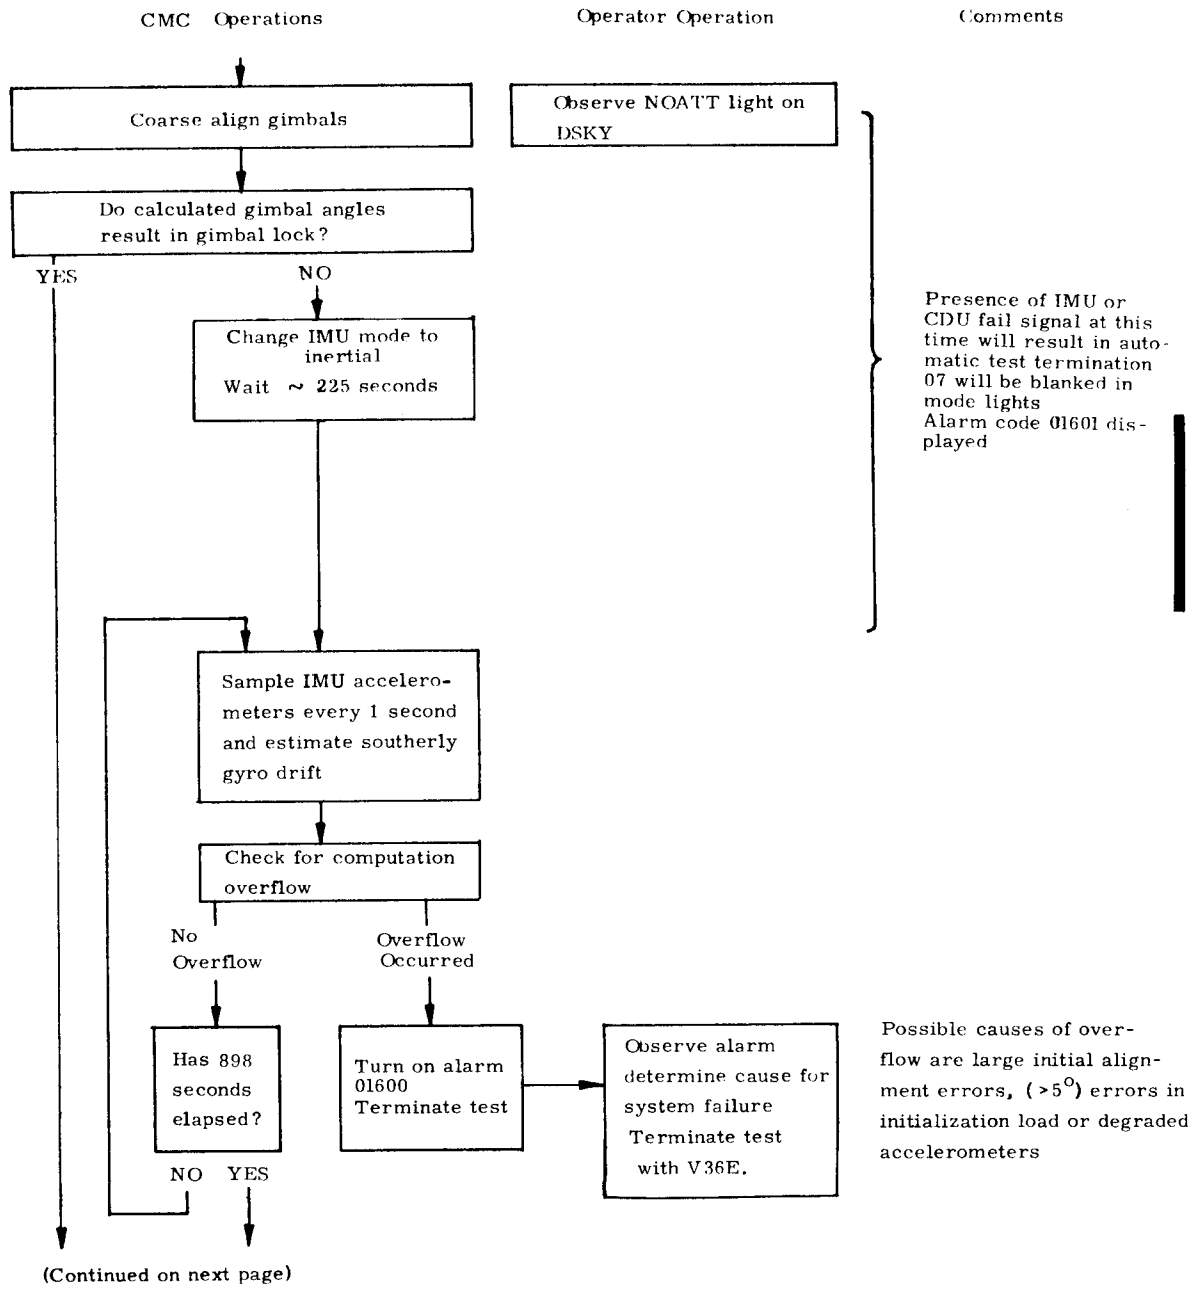 CMC Operations
Operator Operation
Comments
Coarse align gimbals
Observe NOATT light on
DSKY
Do calculated gimbal angles
result in gimbal lock?
YES
NO
Change IMU mode to
inertial
Wait ~ 225 seconds
Presence of IMU or
CDU fail signal at this
time will result in auto-
matic test termination
07 will be blanked in
mode lights
Alarm code 01601 dis-
played
Sample IMU accelero-
meters every 1 second
and estimate southerly
gyro drift
Check for computation
overflow
No
Overflow
Overflow
Occurred
Has 898
seconds
elapsed?
Turn on alarm
01600
Terminate test
Observe alarm
determine cause for
system failure
Terminate test
with V36E.
Possible causes of over-
flow are large initial align-
ment errors, (>5°) errors in
initialization load or degraded
accelerometers
NO YES
(Continued on next page)